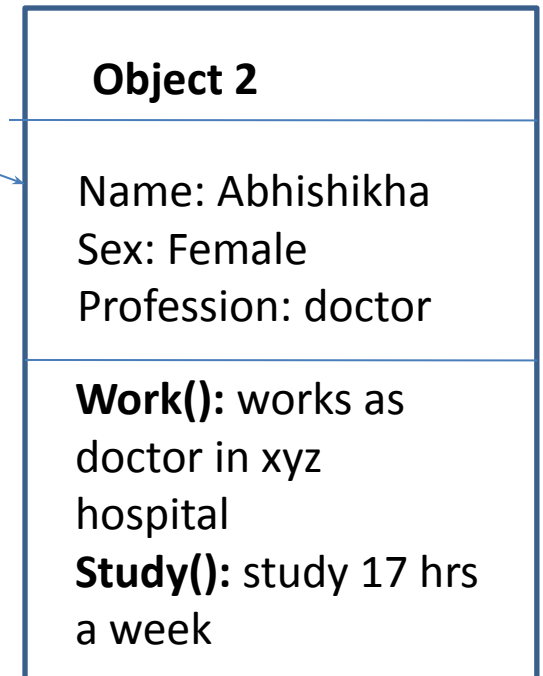 Object 2
Name: Abhishikha
Sex: Female
Profession: doctor
Work(): works as
doctor in xyz
hospital
Study(): study 17 hrs
a week